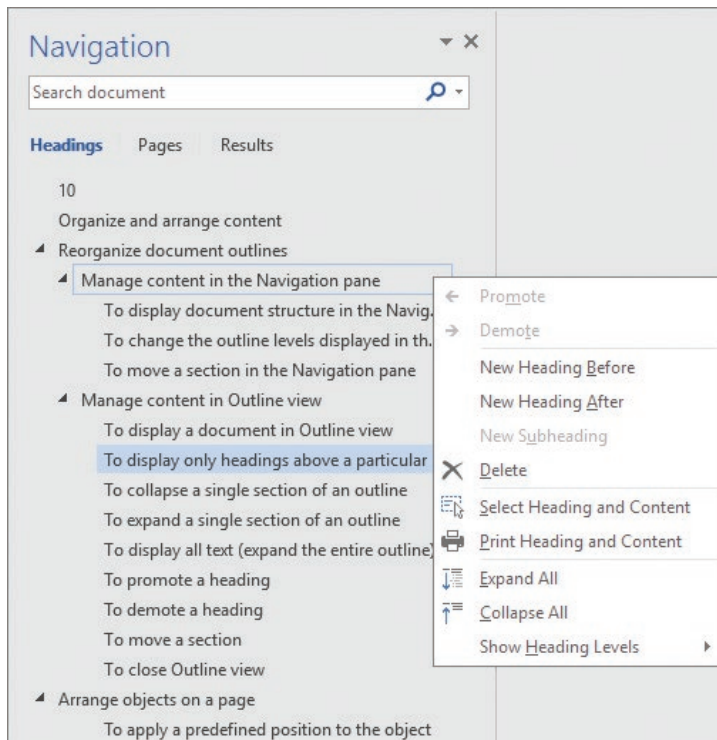 Navigation
Search document
Headings Pages Results
10
Organize and arrange content
Reorganize document outlines
Manage content in the Navigation pane
To display document structure in the Navig..
To change the outline levels displayed in th..
To move a section in the Navigation pane
Manage content in Outline view
To display a document in Outline view
To display only headings above a particular
To collapse a single section of an outline
To expand a single section of an outline
To display all text (expand the entire outline)
To promote a heading
To demote a heading
To move a section
To close Outline view
Arrange objects on a page
To apply a predefined position to the object
Promote
Demote
New Heading Before
New Heading After
New Subheading
Delete
Select Heading and Content
Print Heading and Content
Expand All
Collapse All
Show Heading Levels